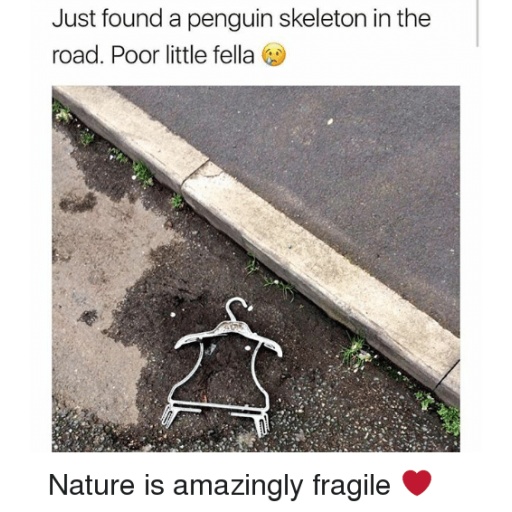 Just found a penguin skeleton in the
road. Poor little fella 😢
Nature is amazingly fragile ❤